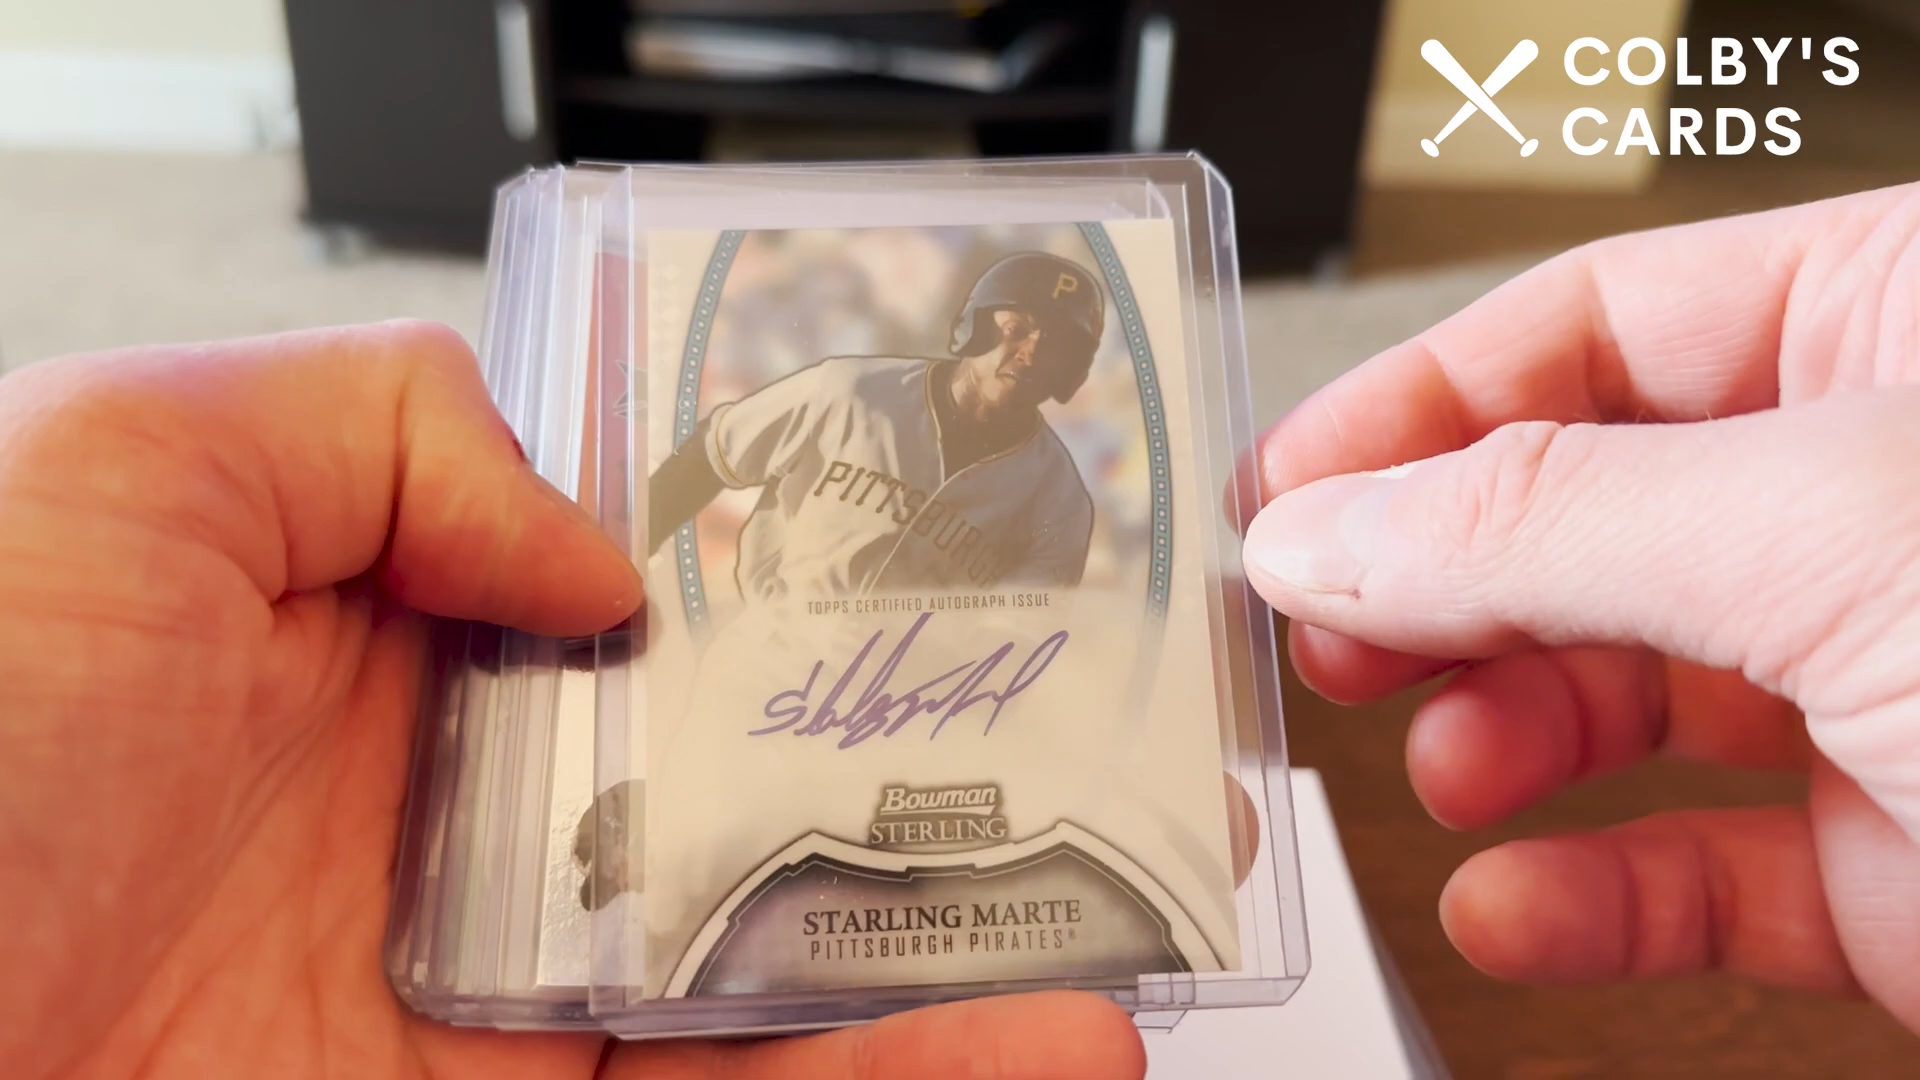 COLBY'S
CARDS
P
PITTSBURGH
TOPPS CERTIFIED AUTOGRAPH ISSUE
Bowman
STERLING
STARLING MARTE
PITTSBURGH PIRATES®